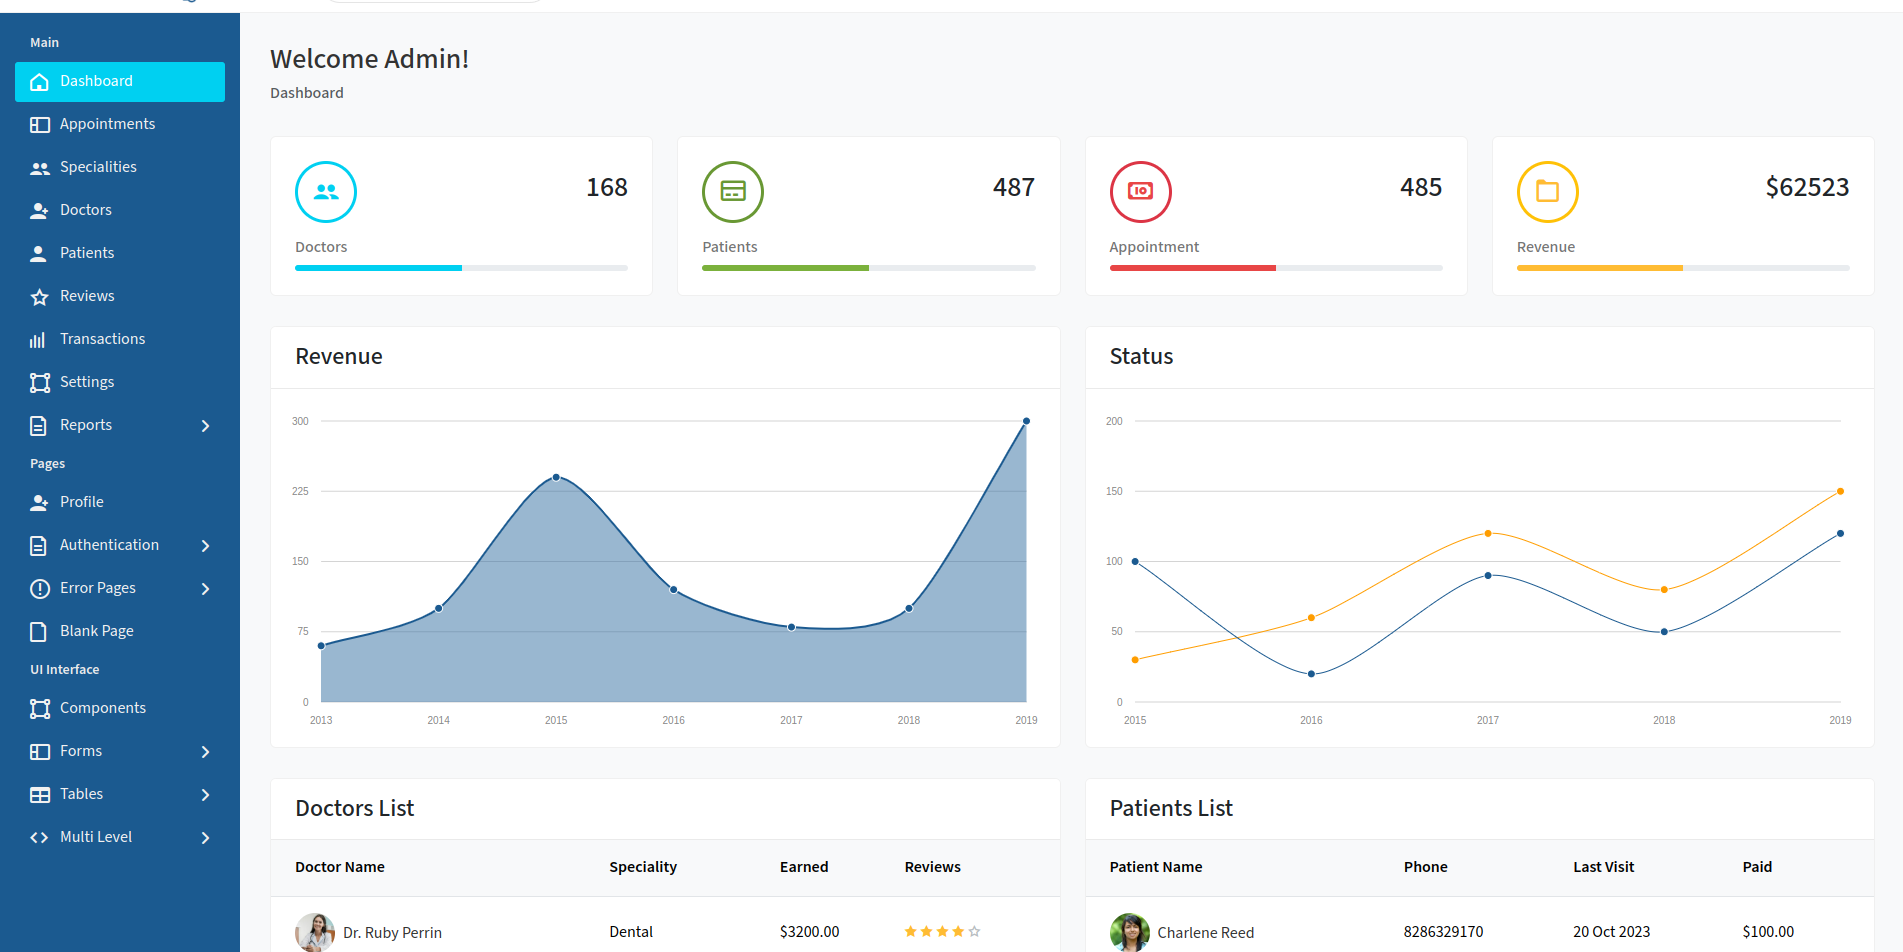 Main
Dashboard
Appointments
Specialities
Doctors
Patients
Reviews
Transactions
Settings
Reports
Pages
Profile
Authentication
Error Pages
Blank Page
UI Interface
Components
Forms
Tables
Multi Level
Welcome Admin!
Dashboard
168
Doctors
487
Patients
485
Appointment
$62523
Revenue
Revenue
300
225
150
75
0
2013 2014 2015 2016 2017 2018 2019
Status
200
150
100
50
0
2015 2016 2017 2018 2019
Doctors List
Doctor Name Speciality Earned Reviews
Dr. Ruby Perrin Dental $3200.00
Patients List
Patient Name Phone Last Visit Paid
Charlene Reed 8286329170 20 Oct 2023 $100.00